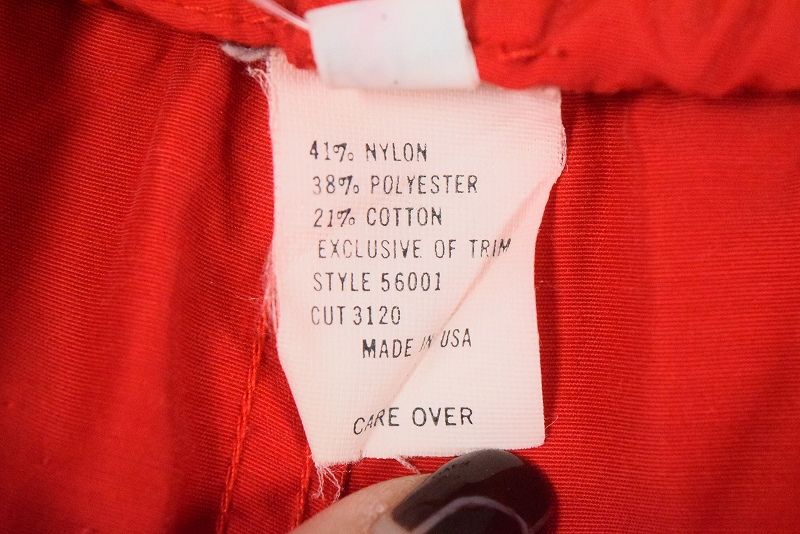 41% NYLON
38% POLYESTER
21% COTTON
EXCLUSIVE OF TRIM
STYLE 56001
CUT 3120
MADE IN USA
CARE OVER